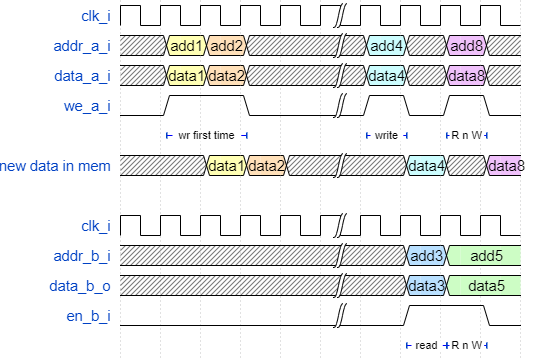 clk_i
addr_a_i add1 add2 add4 add8
data_a_i data1 data2 data4 data8
we_a_i
wr first time write R n W
new data in mem data1 data2 data4 data8
clk_i
addr_b_i add3 add5
data_b_o data3 data5
en_b_i
read R n W